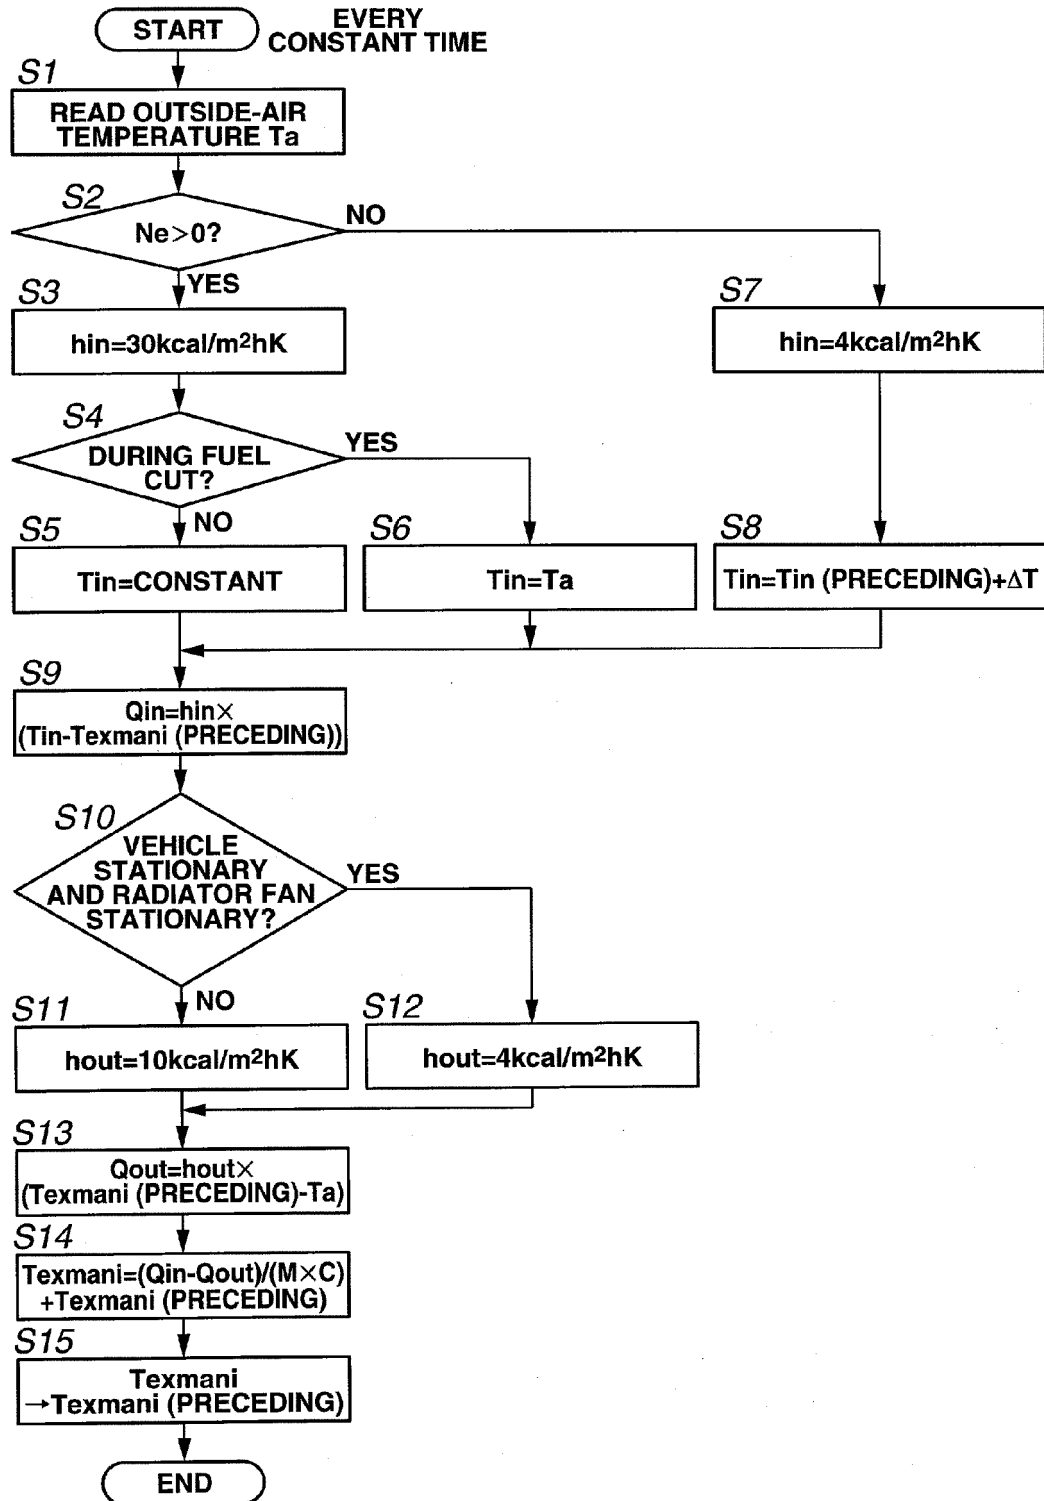 START
EVERY
CONSTANT TIME
S1
READ OUTSIDE-AIR
TEMPERATURE Ta
S2
Ne>0?
NO
YES
S3
hin=30kcal/m²hK
S7
hin=4kcal/m²hK
S4
DURING FUEL
CUT?
YES
NO
S5
Tin=CONSTANT
S6
Tin=Ta
S8
Tin=Tin (PRECEDING)+ΔT
S9
Qin=hin×
(Tin-Texmani (PRECEDING))
S10
VEHICLE
STATIONARY
AND RADIATOR FAN
STATIONARY?
YES
NO
S11
hout=10kcal/m²hK
S12
hout=4kcal/m²hK
S13
Qout=hout×
(Texmani (PRECEDING)-Ta)
S14
Texmani=(Qin-Qout)/(M×C)
+Texmani (PRECEDING)
S15
Texmani
→Texmani (PRECEDING)
END